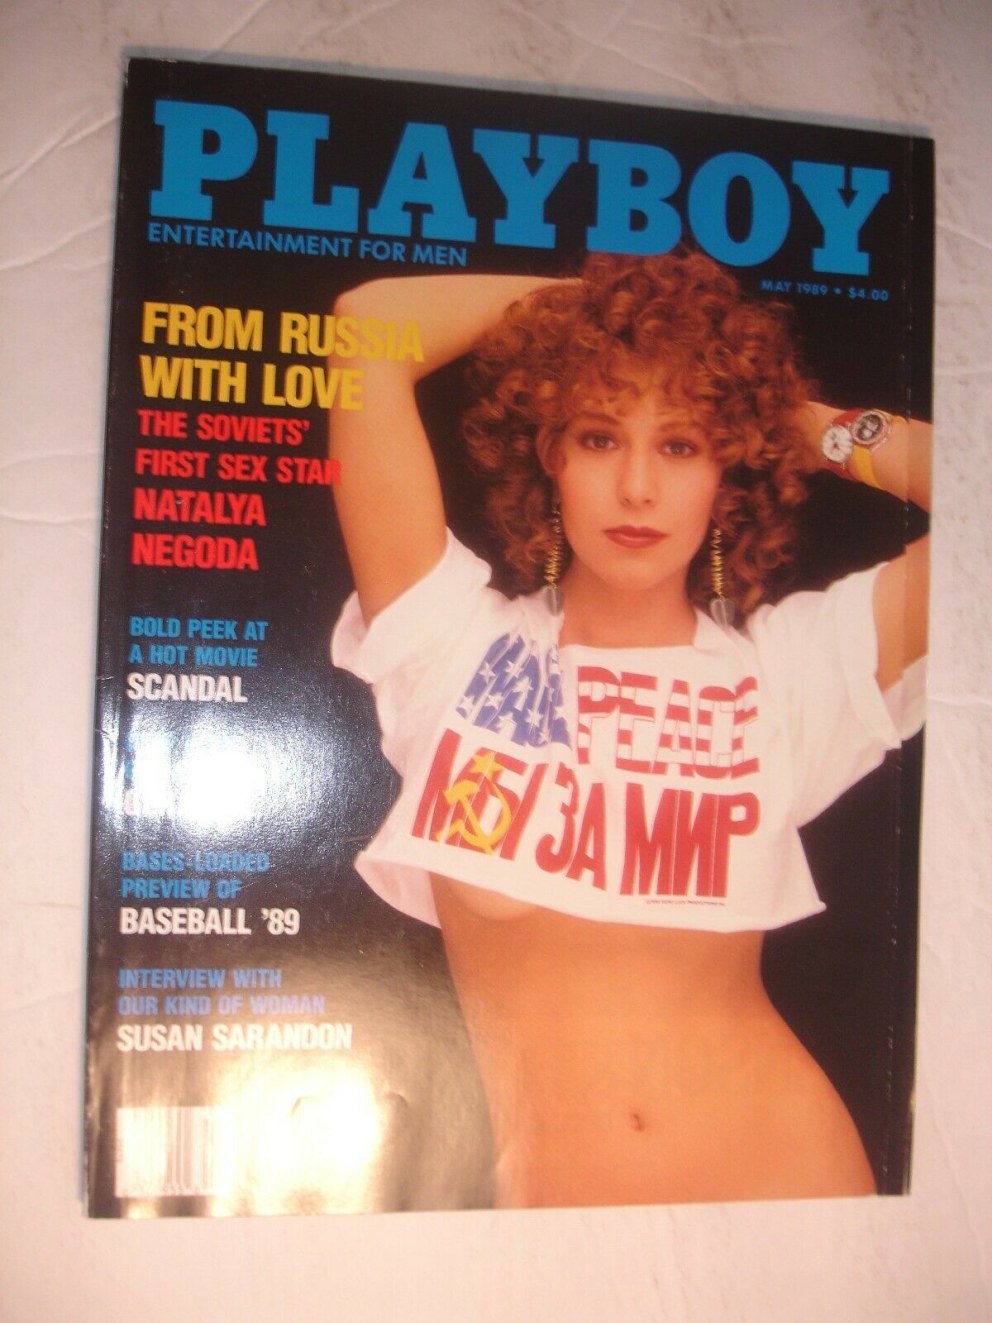 PLAYBOY
ENTERTAINMENT FOR MEN
MAY 1989 • $4.00
FROM RUSSIA
WITH LOVE
THE SOVIETS'
FIRST SEX STAR
NATALYA
NEGODA
BOLD PEEK AT
A HOT MOVIE
SCANDAL
BASES LOADED
PREVIEW OF
BASEBALL '89
INTERVIEW WITH
OUR KIND OF WOMAN
SUSAN SARANDON
PEACE
МЫ ЗА МИР